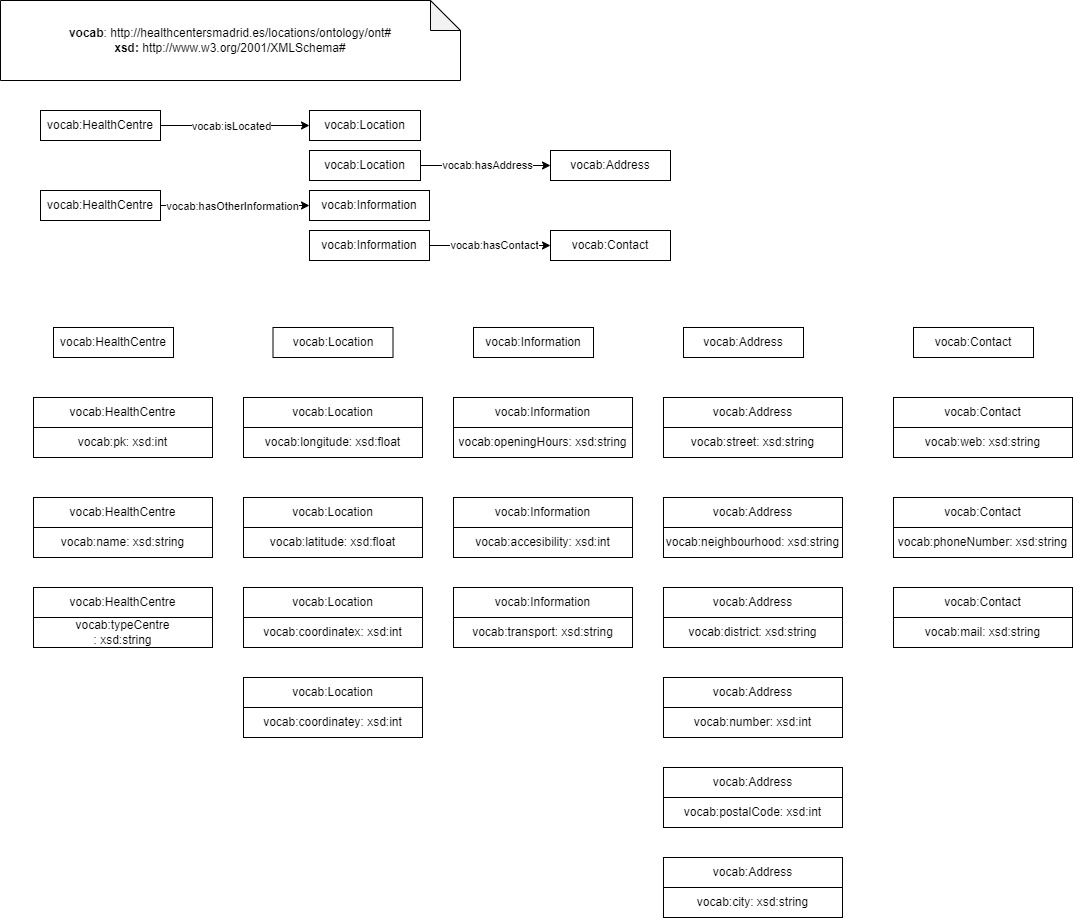 vocab: http://healthcentersmadrid.es/locations/ontology/ont#
xsd: http://www.w3.org/2001/XMLSchema#
vocab:HealthCentre
vocab:isLocated
vocab:Location
vocab:Location
vocab:hasAddress
vocab:Address
vocab:HealthCentre
vocab:hasOtherInformation
vocab:Information
vocab:Information
vocab:hasContact
vocab:Contact
vocab:HealthCentre
vocab:Location
vocab:Information
vocab:Address
vocab:Contact
vocab:HealthCentre
vocab:pk: xsd:int
vocab:Location
vocab:longitude: xsd:float
vocab:Information
vocab:openingHours: xsd:string
vocab:Address
vocab:street: xsd:string
vocab:Contact
vocab:web: xsd:string
vocab:HealthCentre
vocab:name: xsd:string
vocab:Location
vocab:latitude: xsd:float
vocab:Information
vocab:accesibility: xsd:int
vocab:Address
vocab:neighbourhood: xsd:string
vocab:Contact
vocab:phoneNumber: xsd:string
vocab:HealthCentre
vocab:typeCentre
: xsd:string
vocab:Location
vocab:coordinatex: xsd:int
vocab:Information
vocab:transport: xsd:string
vocab:Address
vocab:district: xsd:string
vocab:Contact
vocab:mail: xsd:string
vocab:Location
vocab:coordinatey: xsd:int
vocab:Address
vocab:number: xsd:int
vocab:Address
vocab:postalCode: xsd:int
vocab:Address
vocab:city: xsd:string